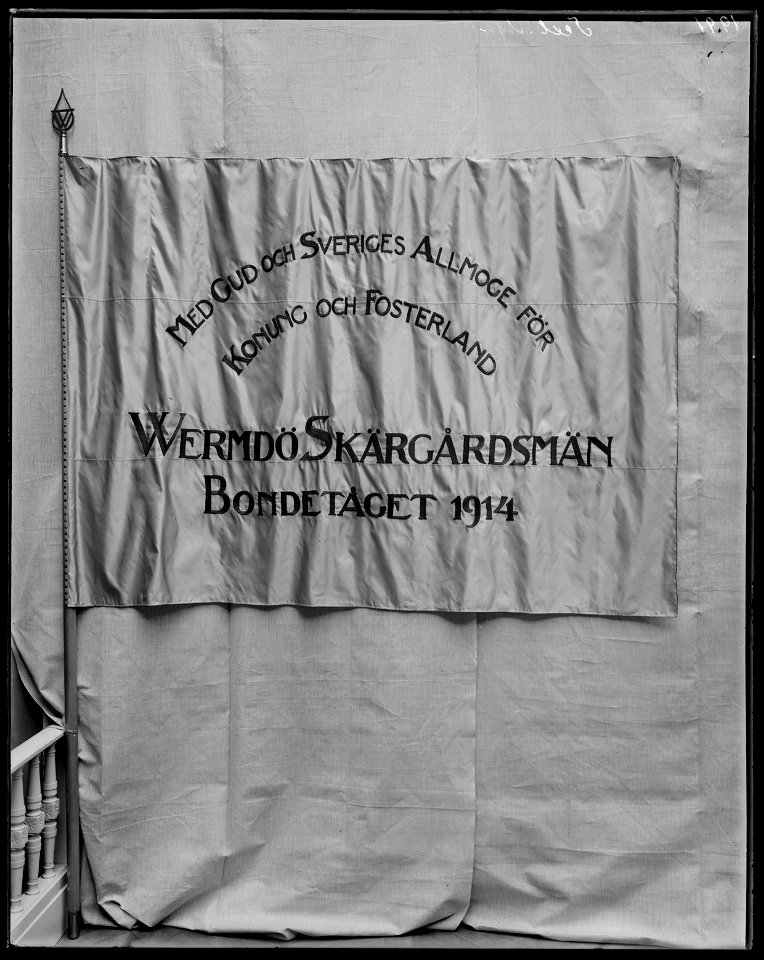 MED GUD OCH SVERIGES ALLMOGE FÖR
KONUNG OCH FOSTERLAND
WERMDÖ SKÄRGÅRDSMÄN
BONDETÅGET 1914